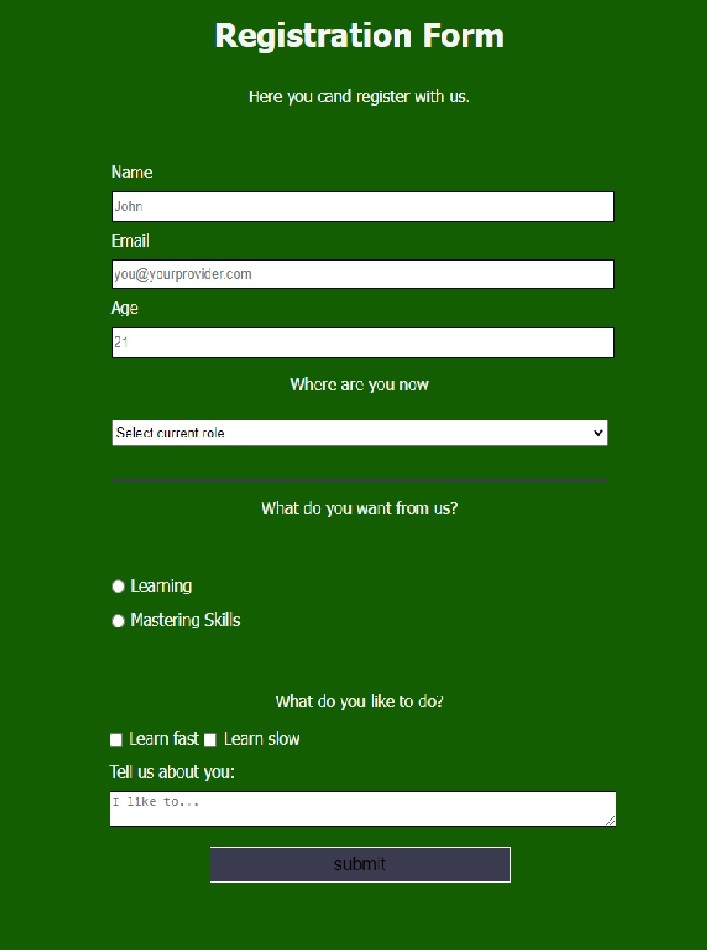 Registration Form
Here you cand register with us.
Name
John
Email
you@yourprovider.com
Age
21
Where are you now
Select current role
What do you want from us?
Learning
Mastering Skills
What do you like to do?
Learn fast Learn slow
Tell us about you:
I like to...
submit